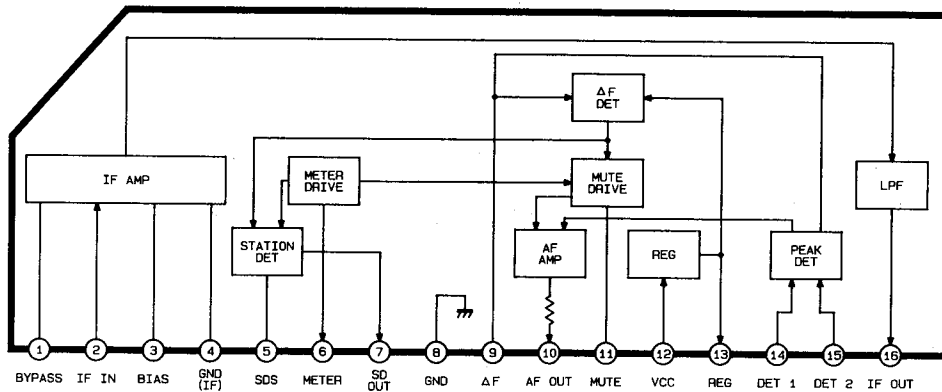 ΔF
DET
IF AMP
METER
DRIVE
MUTE
DRIVE
LPF
STATION
DET
AF
AMP
REG
PEAK
DET
1 2 3 4 5 6 7 8 9 10 11 12 13 14 15 16
BYPASS IF IN BIAS GND (IF) SDS METER SD OUT GND ΔF AF OUT MUTE VCC REG DET 1 DET 2 IF OUT